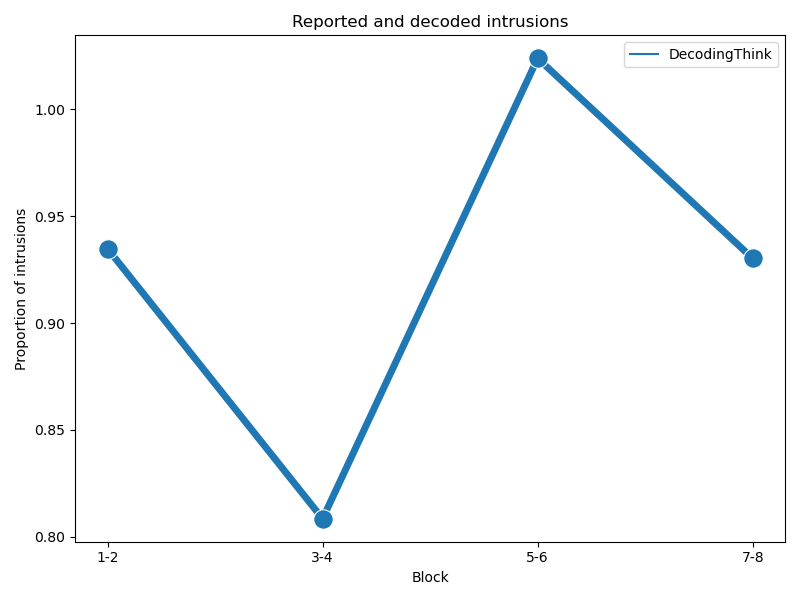 Reported and decoded intrusions
DecodingThink
Proportion of intrusions
1.00
0.95
0.90
0.85
0.80
1-2
3-4
5-6
7-8
Block